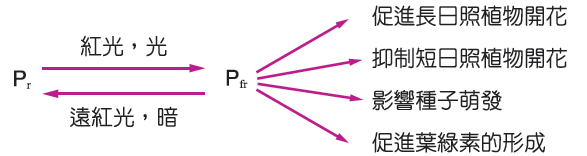 促進長日照植物開花
紅光，光
抑制短日照植物開花
Pr
Pfr
影響種子萌發
遠紅光，暗
促進葉綠素的形成